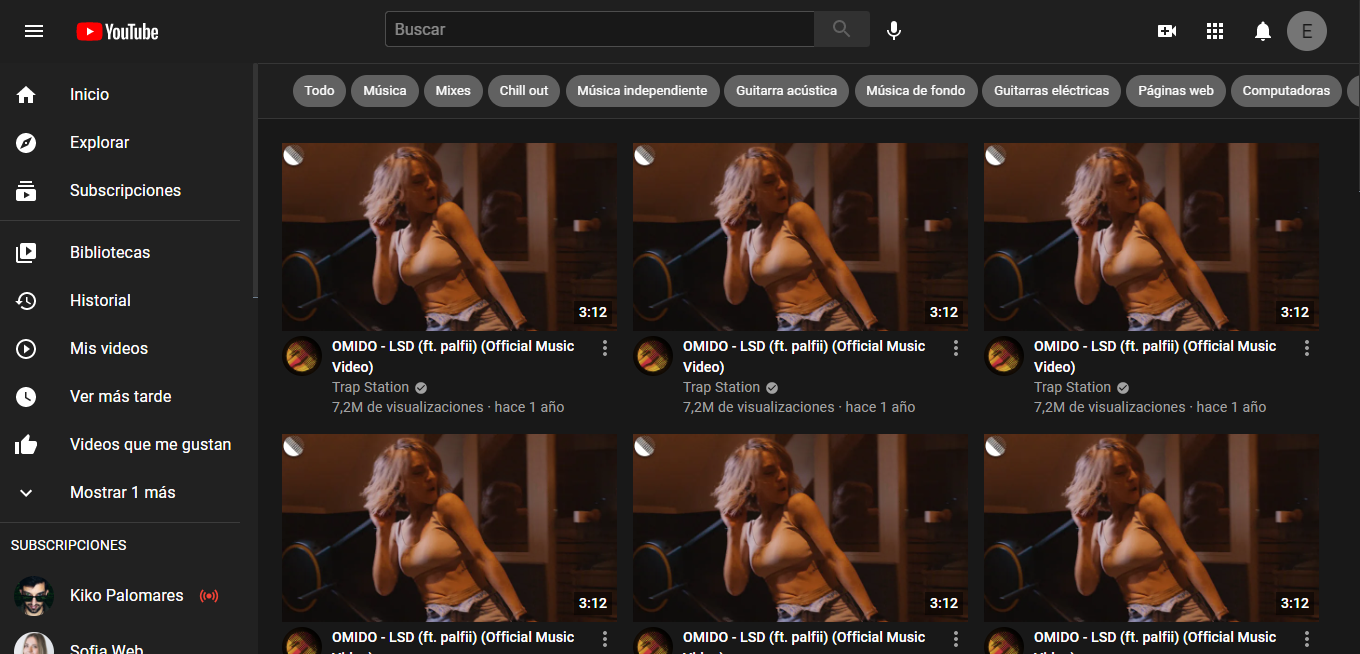 YouTube
Buscar
E
Inicio
Explorar
Subscripciones
Bibliotecas
Historial
Mis videos
Ver más tarde
Videos que me gustan
Mostrar 1 más
SUBSCRIPCIONES
Kiko Palomares
Sofia Web
Todo
Música
Mixes
Chill out
Música independiente
Guitarra acústica
Música de fondo
Guitarras eléctricas
Páginas web
Computadoras
3:12
OMIDO - LSD (ft. palfii) (Official Music
Video)
Trap Station
7,2M de visualizaciones · hace 1 año
3:12
OMIDO - LSD (ft. palfii) (Official Music
Video)
Trap Station
7,2M de visualizaciones · hace 1 año
3:12
OMIDO - LSD (ft. palfii) (Official Music
Video)
Trap Station
7,2M de visualizaciones · hace 1 año
3:12
OMIDO - LSD (ft. palfii) (Official Music
3:12
OMIDO - LSD (ft. palfii) (Official Music
3:12
OMIDO - LSD (ft. palfii) (Official Music